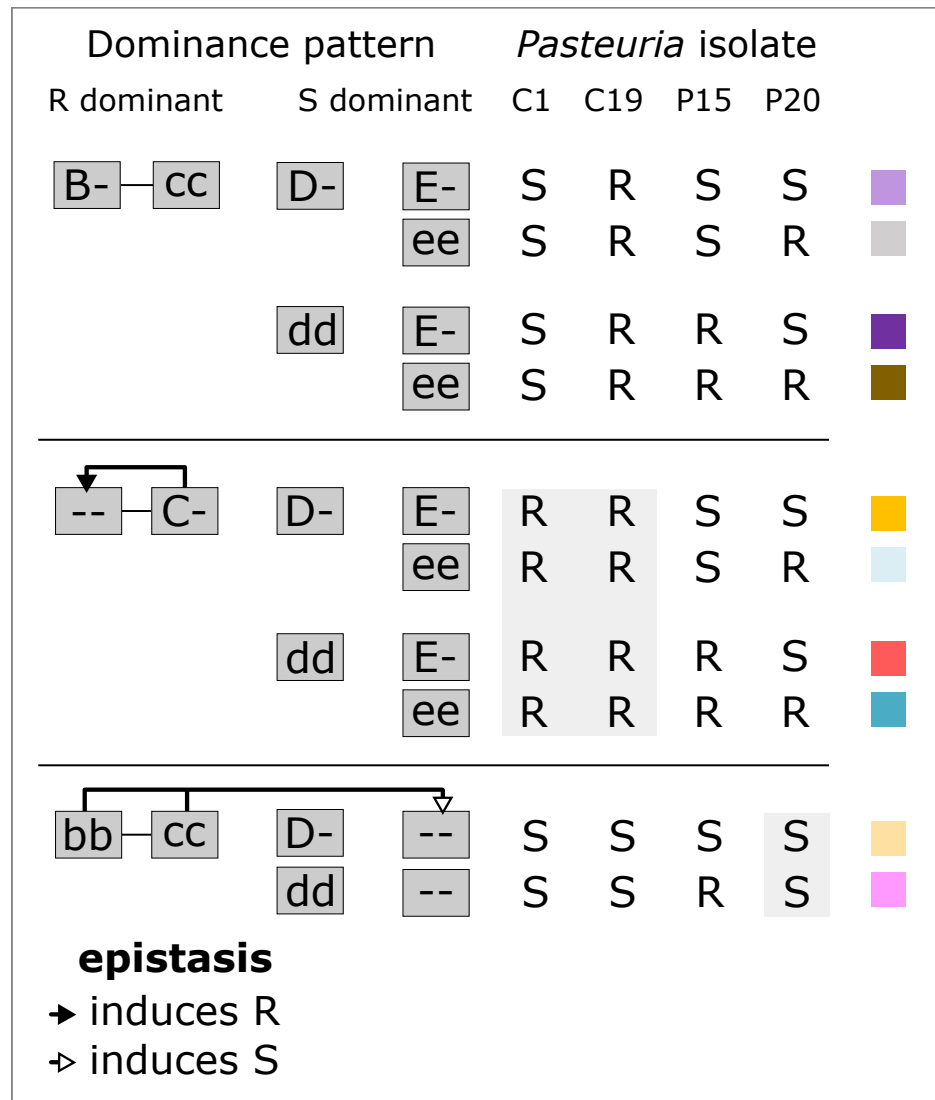 Dominance pattern Pasteuria isolate
R dominant S dominant C1 C19 P15 P20
B- cc D- E- S R S S
ee S R S R
dd E- S R R S
ee S R R R
-- C- D- E- R R S S
ee R R S R
dd E- R R R S
ee R R R R
bb cc D- -- S S S S
dd -- S S R S
epistasis
induces R
induces S